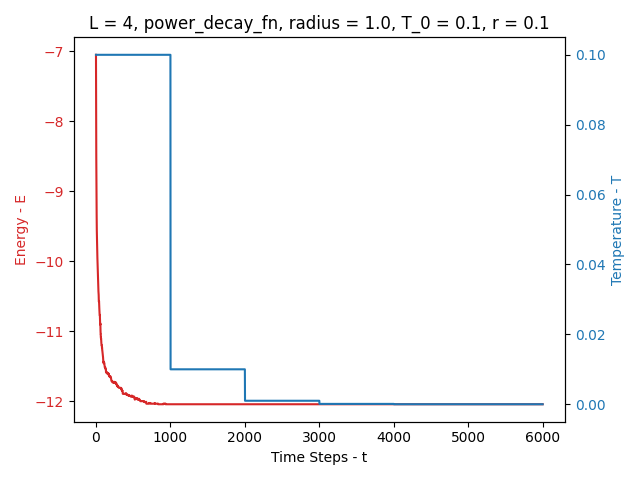 L = 4, power_decay_fn, radius = 1.0, T_0 = 0.1, r = 0.1
−7
−8
−9
−10
−11
−12
Energy - E
0.10
0.08
0.06
0.04
0.02
0.00
Temperature - T
0 1000 2000 3000 4000 5000 6000
Time Steps - t